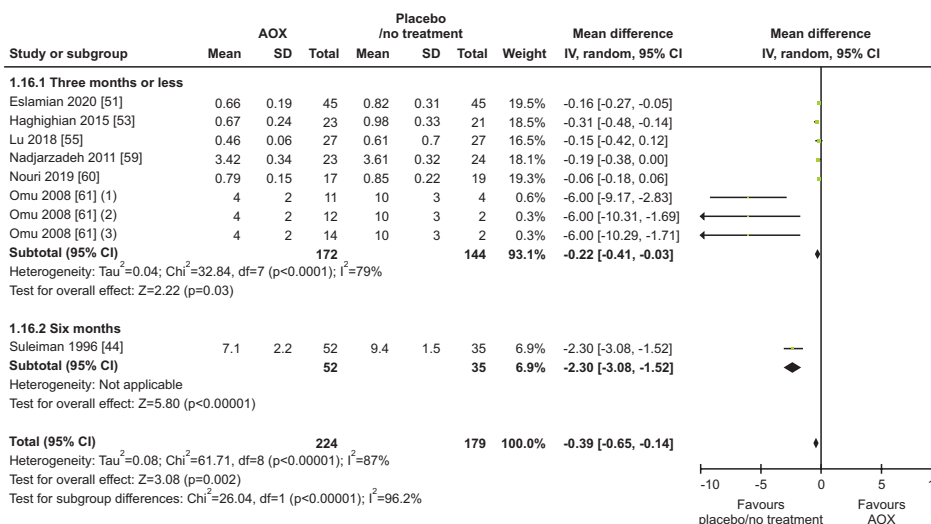 AOX Placebo /no treatment Mean difference Mean difference
Study or subgroup Mean SD Total Mean SD Total Weight IV, random, 95% CI IV, random, 95% CI
1.16.1 Three months or less
Eslamian 2020 [51] 0.66 0.19 45 0.82 0.31 45 19.5% -0.16 [-0.27, -0.05]
Haghighian 2015 [53] 0.67 0.24 23 0.98 0.33 21 18.5% -0.31 [-0.48, -0.14]
Lu 2018 [55] 0.46 0.06 27 0.61 0.7 27 16.5% -0.15 [-0.42, 0.12]
Nadjarzadeh 2011 [59] 3.42 0.34 23 3.61 0.32 24 18.1% -0.19 [-0.38, 0.00]
Nouri 2019 [60] 0.79 0.15 17 0.85 0.22 19 19.3% -0.06 [-0.18, 0.06]
Omu 2008 [61] (1) 4 2 11 10 3 4 0.6% -6.00 [-9.17, -2.83]
Omu 2008 [61] (2) 4 2 12 10 3 2 0.3% -6.00 [-10.31, -1.69]
Omu 2008 [61] (3) 4 2 14 10 3 2 0.3% -6.00 [-10.29, -1.71]
Subtotal (95% CI) 172 144 93.1% -0.22 [-0.41, -0.03]
Heterogeneity: Tau²=0.04; Chi²=32.84, df=7 (p<0.0001); I²=79%
Test for overall effect: Z=2.22 (p=0.03)
1.16.2 Six months
Suleiman 1996 [44] 7.1 2.2 52 9.4 1.5 35 6.9% -2.30 [-3.08, -1.52]
Subtotal (95% CI) 52 35 6.9% -2.30 [-3.08, -1.52]
Heterogeneity: Not applicable
Test for overall effect: Z=5.80 (p<0.00001)
Total (95% CI) 224 179 100.0% -0.39 [-0.65, -0.14]
Heterogeneity: Tau²=0.08; Chi²=61.71, df=8 (p<0.00001); I²=87%
Test for overall effect: Z=3.08 (p=0.002)
Test for subgroup differences: Chi²=26.04, df=1 (p<0.00001); I²=96.2%
-10 -5 0 5
Favours placebo/no treatment
Favours AOX